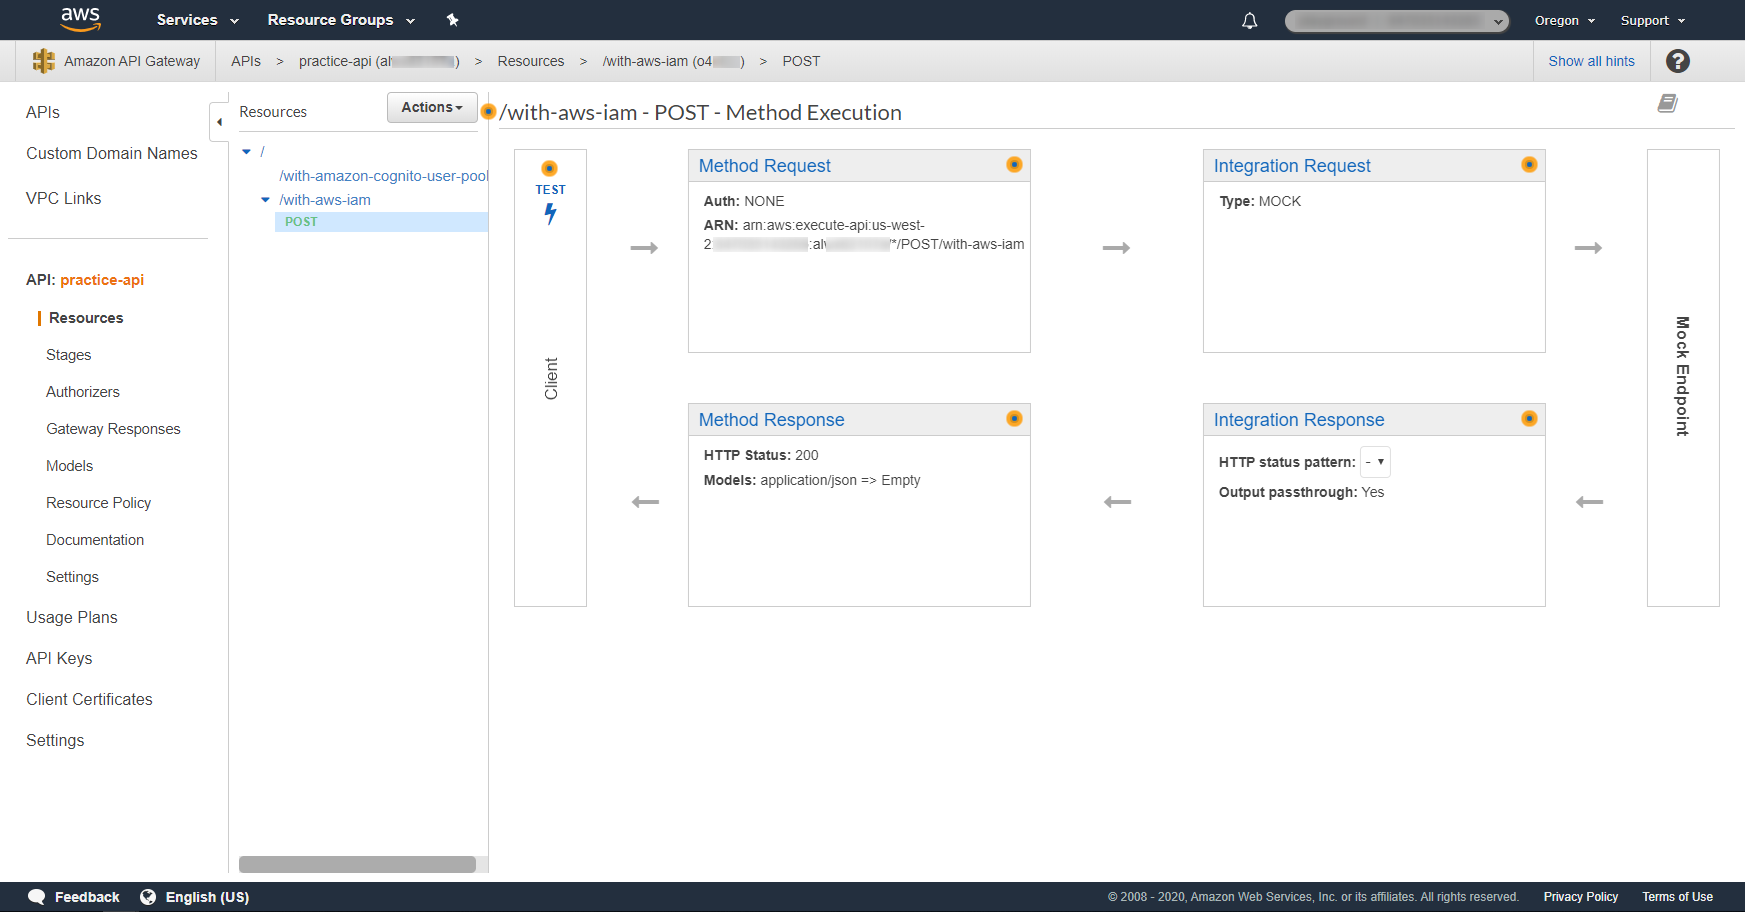 aws
Services
Resource Groups
Oregon
Support
Amazon API Gateway
APIs > practice-api (al ) > Resources > /with-aws-iam (o4 ) > POST
Show all hints
APIs
Custom Domain Names
VPC Links
API: practice-api
Resources
Stages
Authorizers
Gateway Responses
Models
Resource Policy
Documentation
Settings
Usage Plans
API Keys
Client Certificates
Settings
Resources
Actions
/
/with-amazon-cognito-user-pool
/with-aws-iam
POST
/with-aws-iam - POST - Method Execution
TEST
Client
Method Request
Auth: NONE
ARN: arn:aws:execute-api:us-west-
2 :al /*/POST/with-aws-iam
Integration Request
Type: MOCK
Mock Endpoint
Method Response
HTTP Status: 200
Models: application/json => Empty
Integration Response
HTTP status pattern: -
Output passthrough: Yes
Feedback
English (US)
© 2008 - 2020, Amazon Web Services, Inc. or its affiliates. All rights reserved.
Privacy Policy
Terms of Use